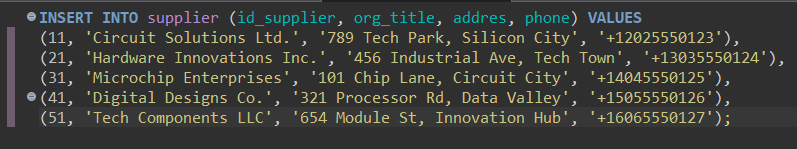 INSERT INTO supplier (id_supplier, org_title, addres, phone) VALUES
(11, 'Circuit Solutions Ltd.', '789 Tech Park, Silicon City', '+12025550123'),
(21, 'Hardware Innovations Inc.', '456 Industrial Ave, Tech Town', '+13035550124'),
(31, 'Microchip Enterprises', '101 Chip Lane, Circuit City', '+14045550125'),
(41, 'Digital Designs Co.', '321 Processor Rd, Data Valley', '+15055550126'),
(51, 'Tech Components LLC', '654 Module St, Innovation Hub', '+16065550127');